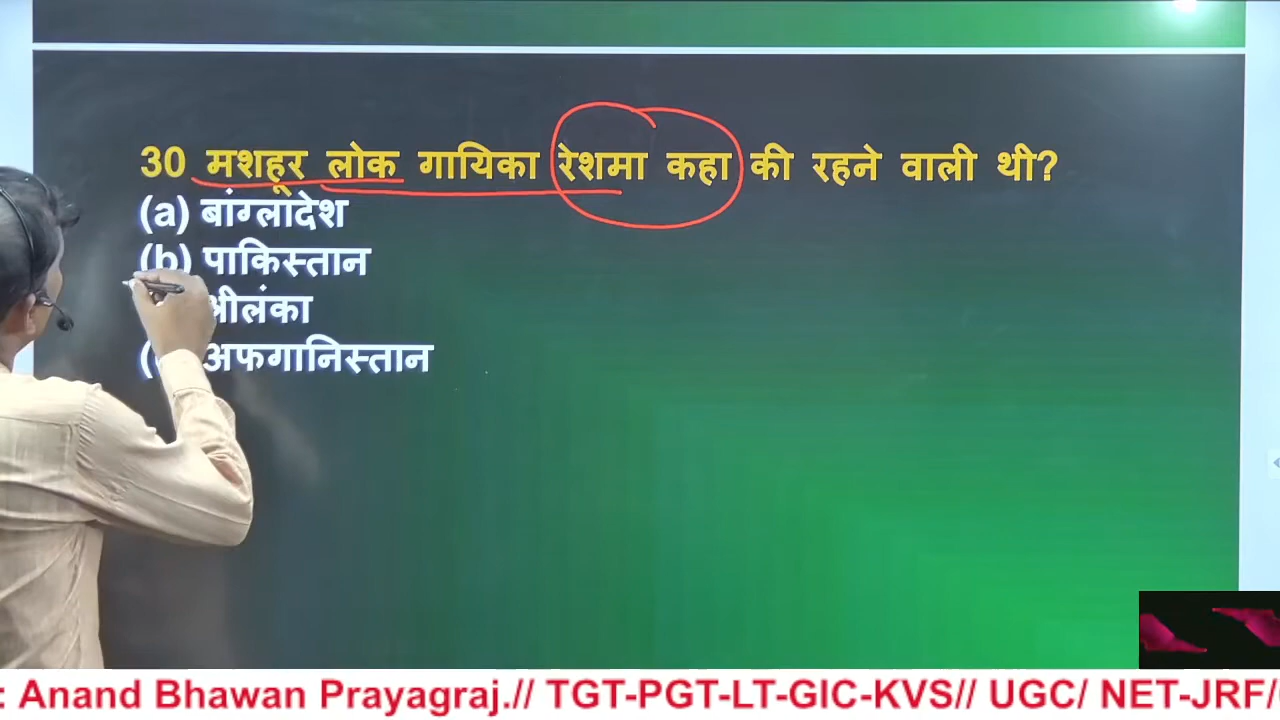 30 मशहूर लोक गायिका रेशमा कहा की रहने वाली थी?
(a) बांग्लादेश
(b) पाकिस्तान
श्रीलंका
अफगानिस्तान
: Anand Bhawan Prayagraj.// TGT-PGT-LT-GIC-KVS// UGC/ NET-JRF/